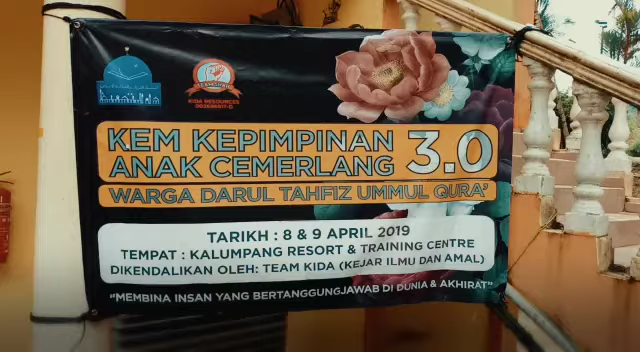 KIDA RESOURCES
KEM KEPIMPINAN
ANAK CEMERLANG 3.0
WARGA DARUL TAHFIZ UMMUL QURA'
TARIKH : 8 & 9 APRIL 2019
TEMPAT : KALUMPANG RESORT & TRAINING CENTRE
DIKENDALIKAN OLEH: TEAM KIDA (KEJAR ILMU DAN AMAL)
"MEMBINA INSAN YANG BERTANGGUNGJAWAB DI DUNIA & AKHIRAT"